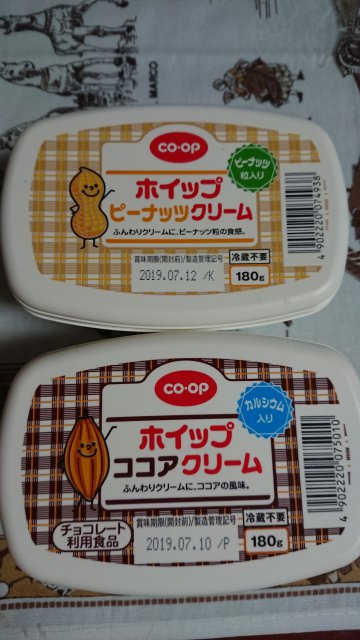 MARCO
CO·OP
ピーナッツ
粒入り
ホイップ
ピーナッツクリーム
ふんわりクリームに、ピーナッツ粒の食感。
賞味期限(開封前)/製造管理記号
冷蔵不要
2019.07.12 /K
180g
4902220074938
CO·OP
カルシウム
入り
ホイップ
ココアクリーム
ふんわりクリームに、ココアの風味。
チョコレート
利用食品
賞味期限(開封前)/製造管理記号
冷蔵不要
2019.07.10 /P
180g
4902220075010